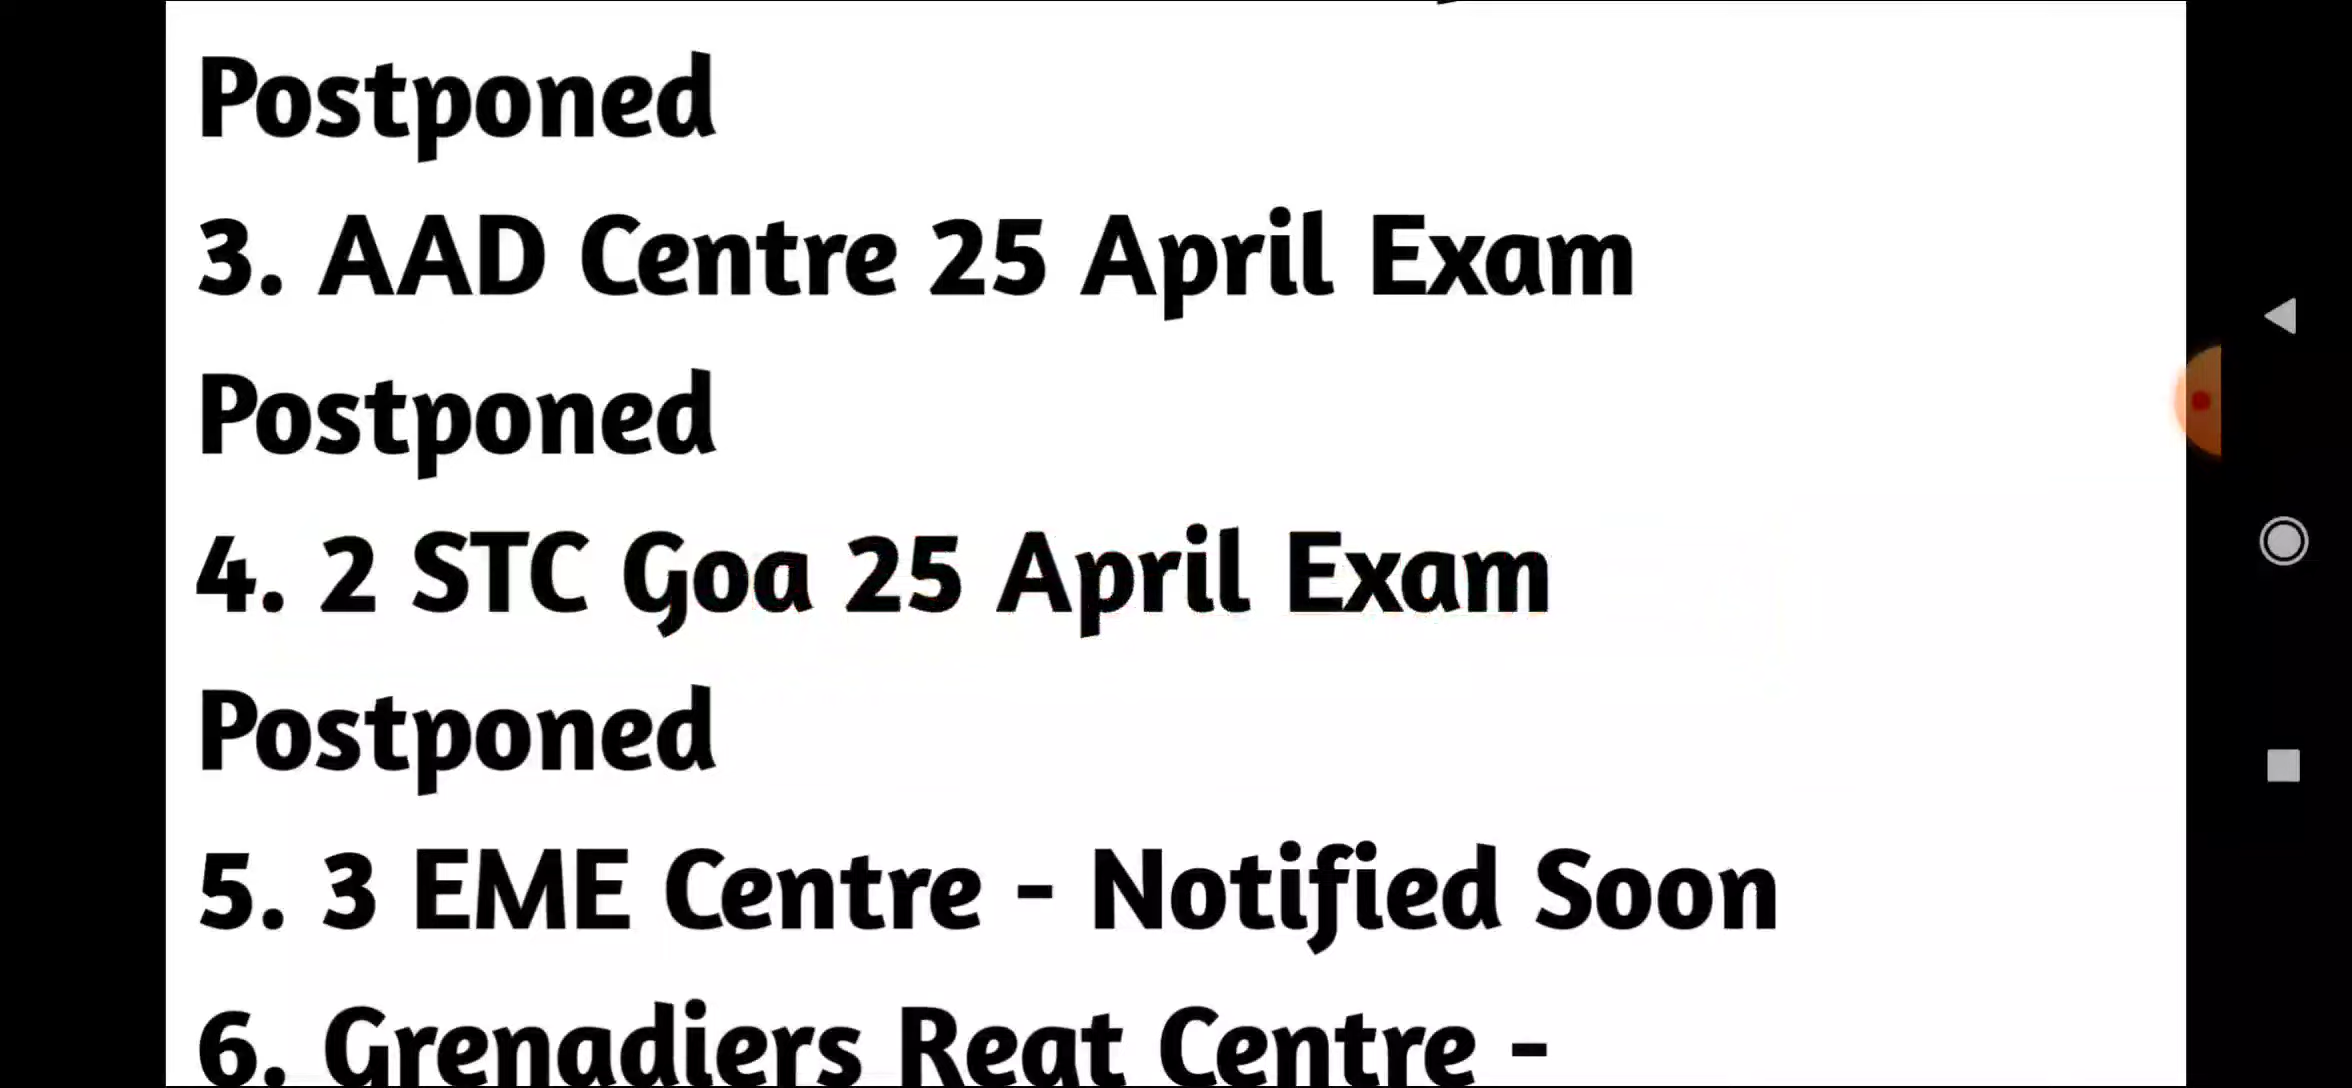 Postponed
3. AAD Centre 25 April Exam
Postponed
4. 2 STC Goa 25 April Exam
Postponed
5. 3 EME Centre - Notified Soon
6. Grenadiers Regt Centre -